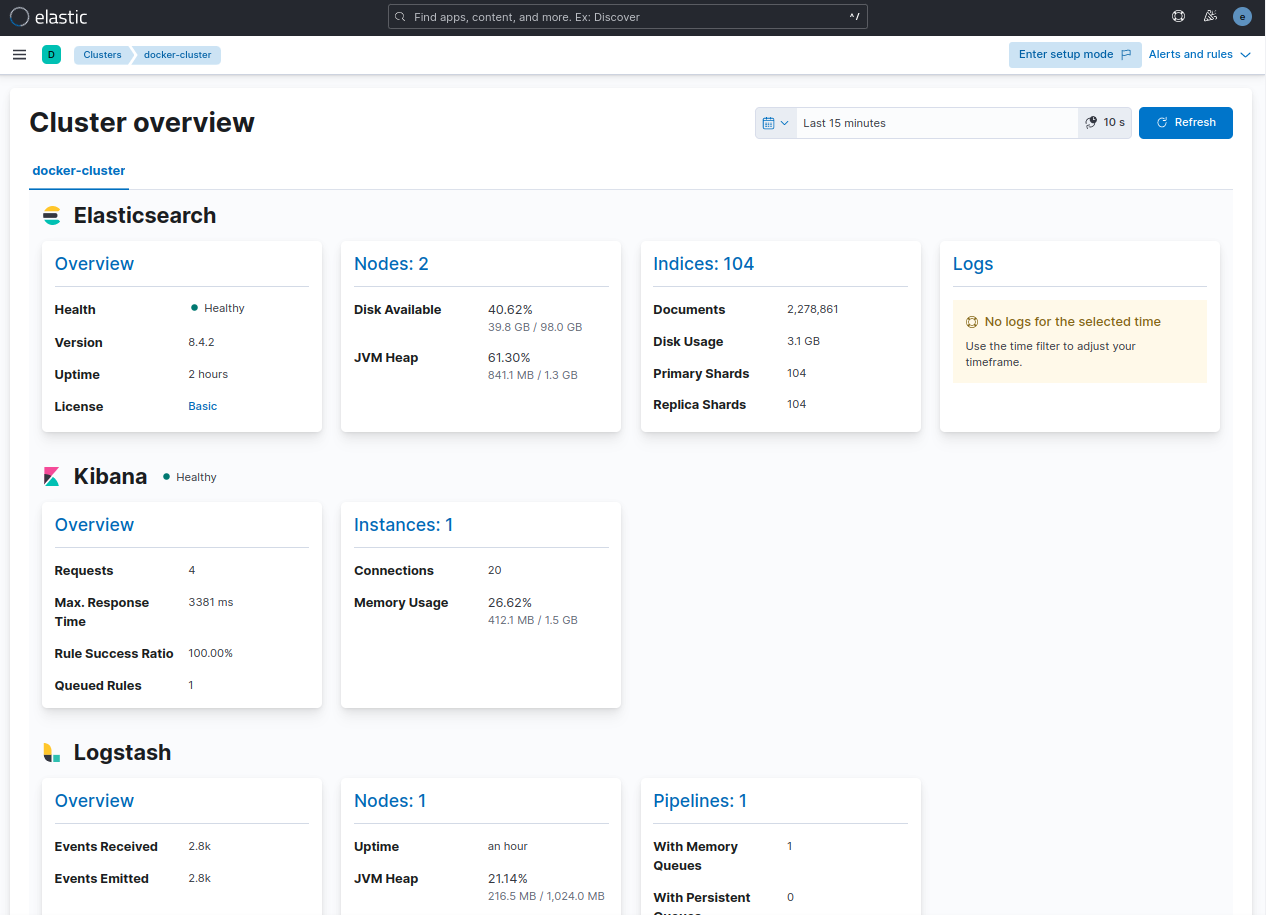 elastic
Find apps, content, and more. Ex: Discover
^/
e
D
Clusters
docker-cluster
Enter setup mode
Alerts and rules
Cluster overview
Last 15 minutes
10 s
Refresh
docker-cluster
Elasticsearch
Overview
Health
Healthy
Version
8.4.2
Uptime
2 hours
License
Basic
Nodes: 2
Disk Available
40.62%
39.8 GB / 98.0 GB
JVM Heap
61.30%
841.1 MB / 1.3 GB
Indices: 104
Documents
2,278,861
Disk Usage
3.1 GB
Primary Shards
104
Replica Shards
104
Logs
No logs for the selected time
Use the time filter to adjust your
timeframe.
Kibana
Healthy
Overview
Requests
4
Max. Response
Time
3381 ms
Rule Success Ratio
100.00%
Queued Rules
1
Instances: 1
Connections
20
Memory Usage
26.62%
412.1 MB / 1.5 GB
Logstash
Overview
Events Received
2.8k
Events Emitted
2.8k
Nodes: 1
Uptime
an hour
JVM Heap
21.14%
216.5 MB / 1,024.0 MB
Pipelines: 1
With Memory
Queues
1
With Persistent
0